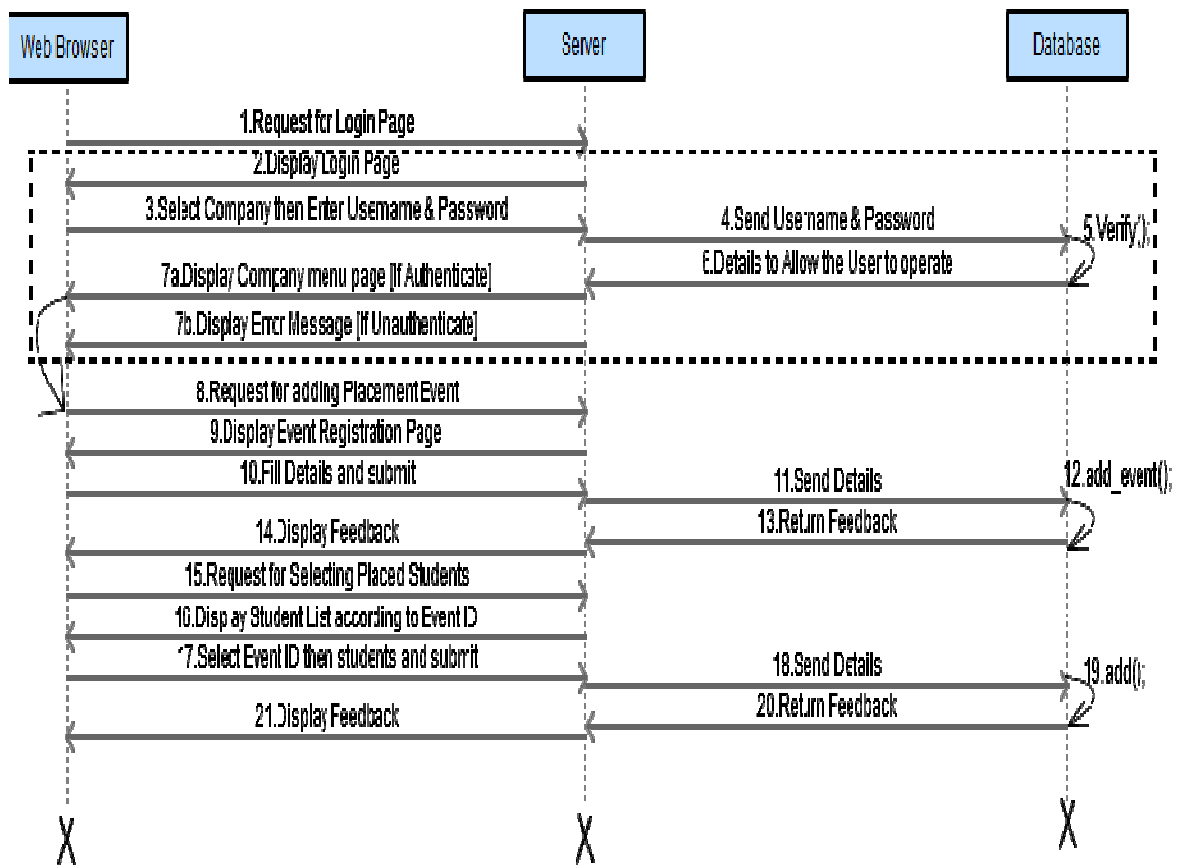 Web Browser
Server
Database
1.Request for Login Page
2.Display Login Page
3.Select Company then Enter Username & Password
4.Send Username & Password
5.Verify();
6.Details to Allow the User to operate
7a.Display Company menu page [If Authenticate]
7b.Display Error Message [If Unauthenticate]
8.Request for adding Placement Event
9.Display Event Registration Page
10.Fill Details and submit
11.Send Details
12.add_event();
13.Return Feedback
14.Display Feedback
15.Request for Selecting Placed Students
16.Display Student List according to Event ID
17.Select Event ID then students and submit
18.Send Details
19.add();
20.Return Feedback
21.Display Feedback